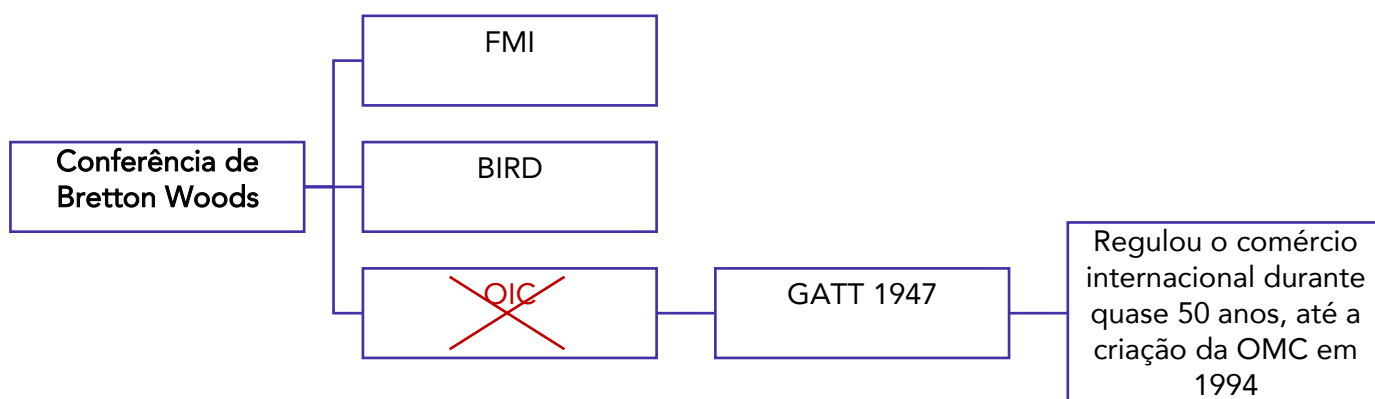 FMI
Conferência de
Bretton Woods
BIRD
OIC
GATT 1947
Regulou o comércio
internacional durante
quase 50 anos, até a
criação da OMC em
1994